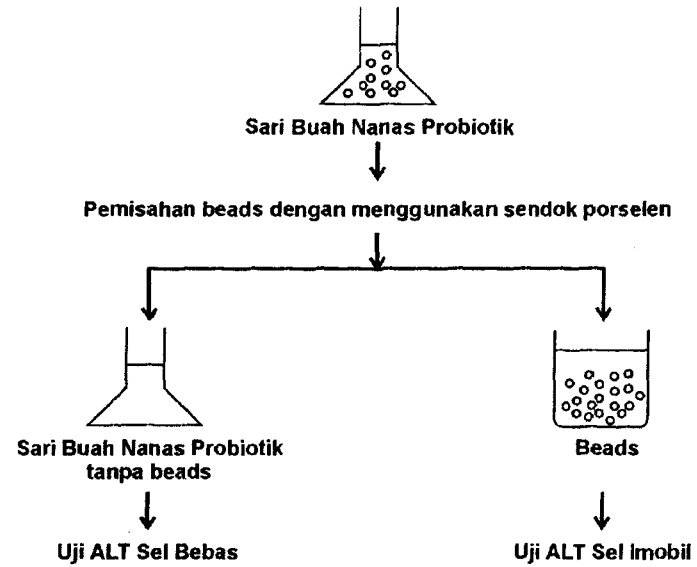 Sari Buah Nanas Probiotik
Pemisahan beads dengan menggunakan sendok porselen
Sari Buah Nanas Probiotik
tanpa beads
Beads
Uji ALT Sel Bebas
Uji ALT Sel Imobil